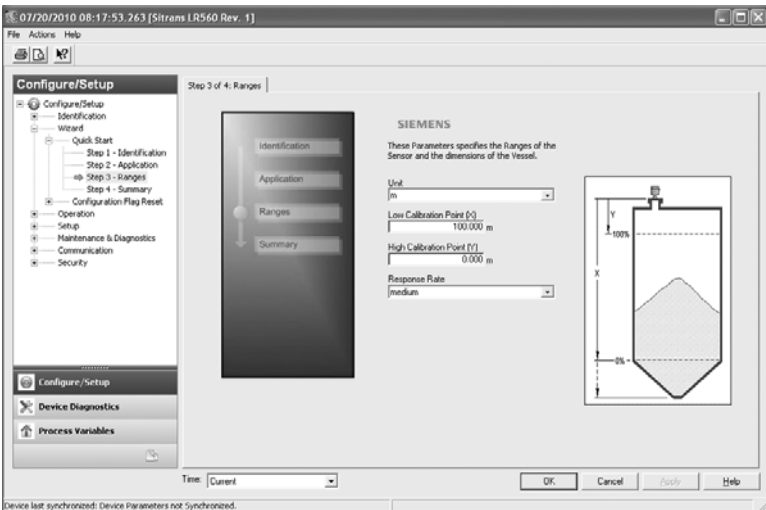 07/20/2010 08:17:53.263 [Sitrans LR560 Rev. 1]
File Actions Help
Configure/Setup
Configure/Setup
Identification
Wizard
Quick Start
Step 1 - Identification
Step 2 - Application
Step 3 - Ranges
Step 4 - Summary
Configuration Flag Reset
Operation
Setup
Maintenance & Diagnostics
Communication
Security
Configure/Setup
Device Diagnostics
Process Variables
Step 3 of 4: Ranges
Identification
Application
Ranges
Summary
SIEMENS
These Parameters specifies the Ranges of the
Sensor and the dimensions of the Vessel.
Unit
m
Low Calibration Point (X)
100.000 m
High Calibration Point (Y)
0.000 m
Response Rate
medium
Y
100%
X
0%
Time: Current
OK Cancel Apply Help
Device last synchronized: Device Parameters not Synchronized.